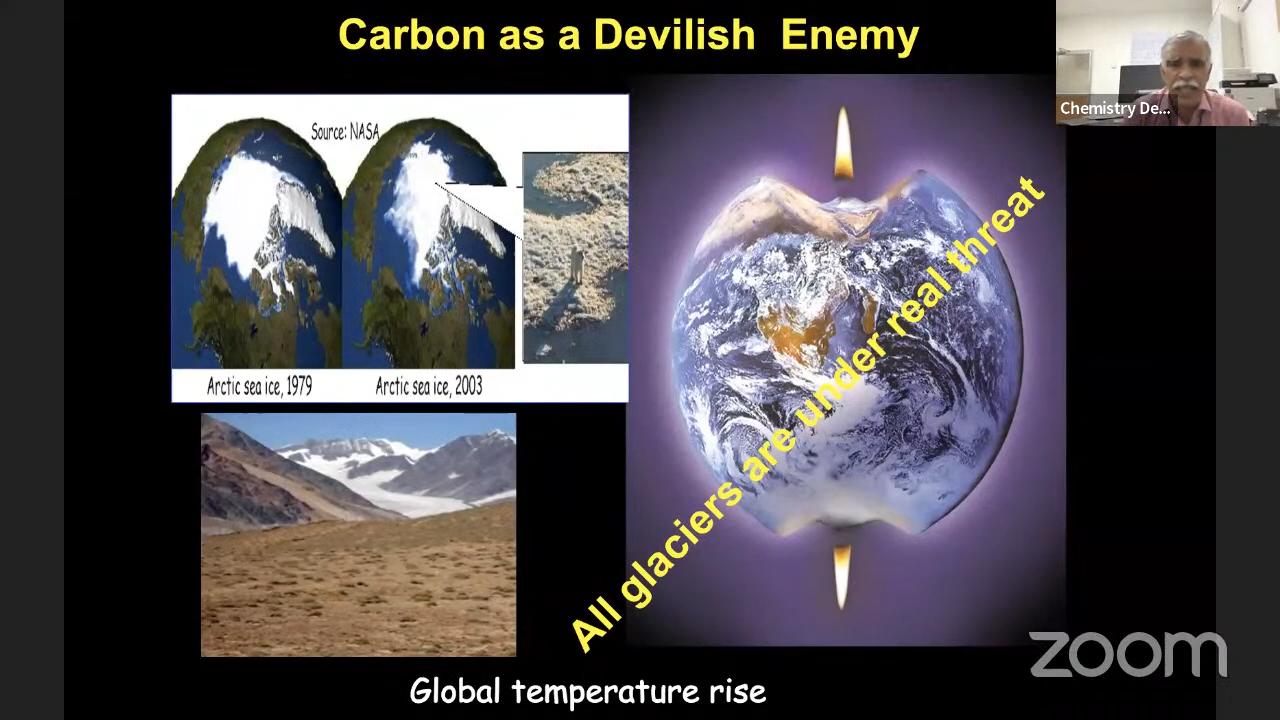 Carbon as a Devilish Enemy
Chemistry De...
Source: NASA
Arctic sea ice, 1979
Arctic sea ice, 2003
All glaciers are under real threat
Global temperature rise
zoom